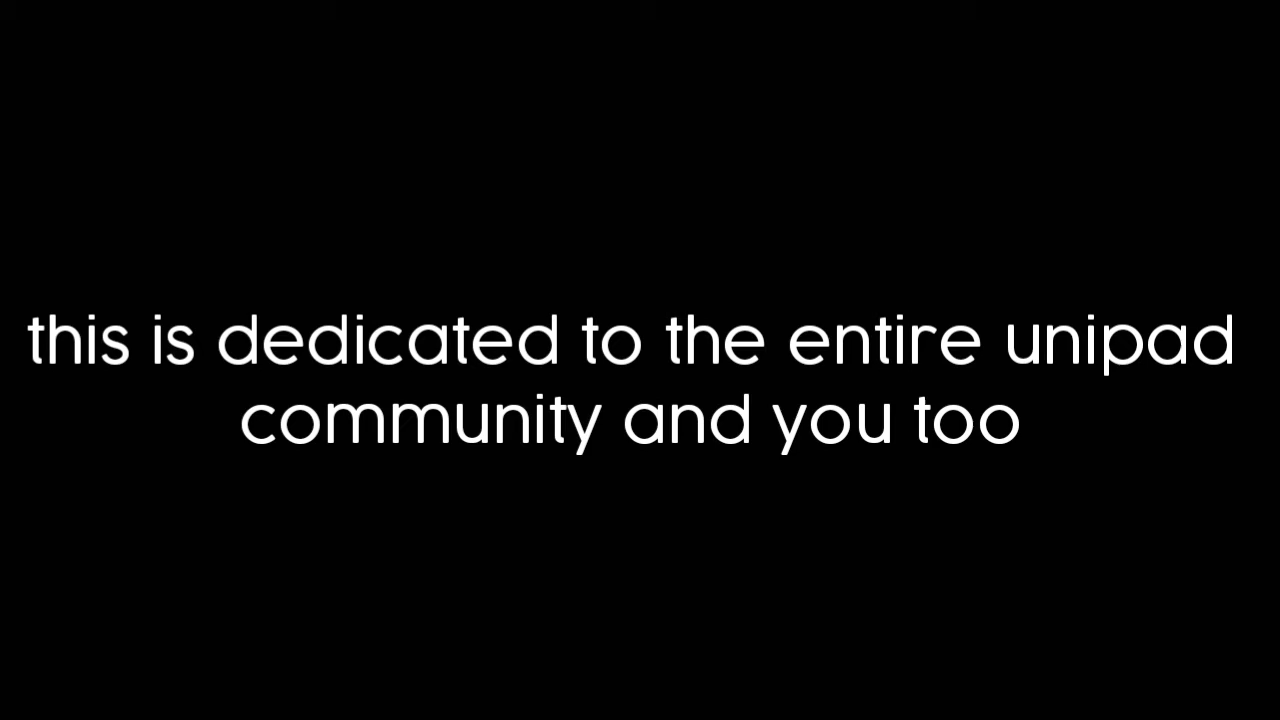 this is dedicated to the entire unipad
community and you too